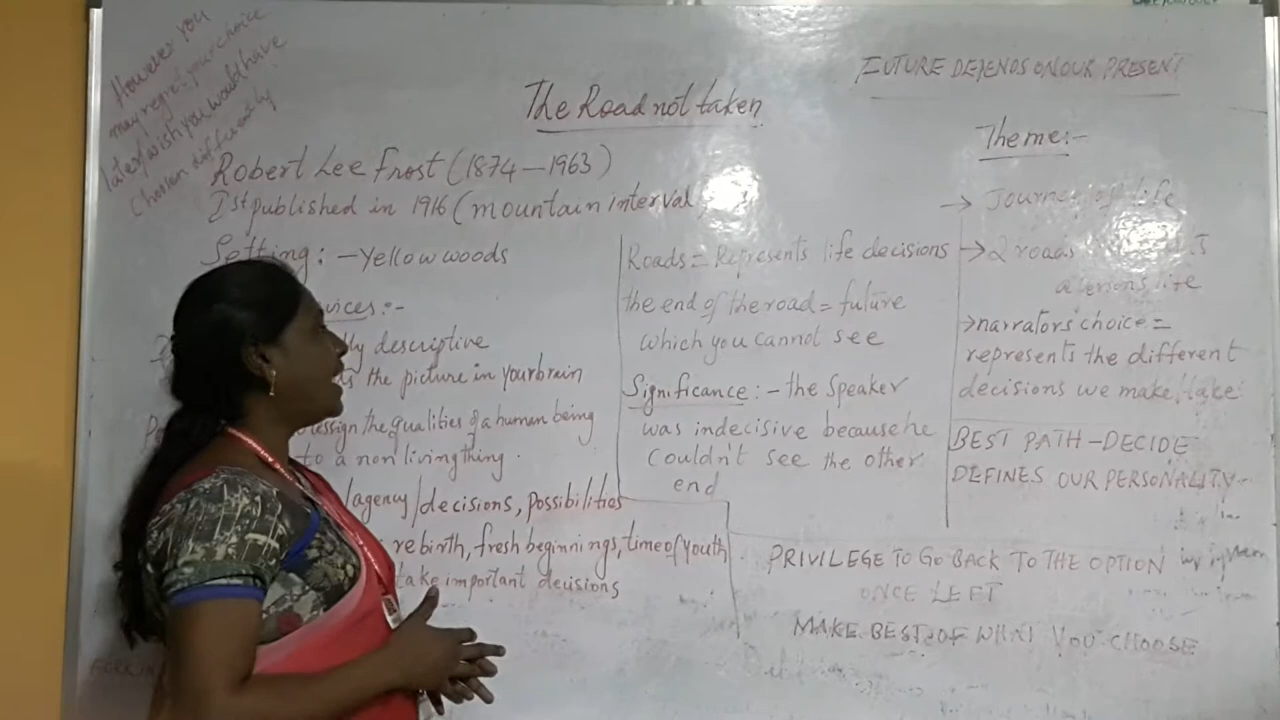 However you
may regret your choice
later/wish you would have
chosen differently
FUTURE DEPENDS ON OUR PRESENT
The Road not taken
Robert Lee Frost (1874-1963)
Ist published in 1916 (mountain interval
Setting: - Yellow woods
descriptive
the picture in your brain
the qualities of a human being
to a non living thing.
/agency/decisions, possibilities
rebirth, fresh beginnings, time of youth
take important decisions
Roads = Represents life decisions
the end of the road = future
which you cannot see
Significance: - the speaker
was indecisive because he
couldn't see the other
end
Theme:-
→ Journey of life
→ 2 roads
a persons life
→ narrators' choice =
represents the different
decisions we make/take
BEST PATH - DECIDE
DEFINES OUR PERSONALITY
PRIVILEGE TO GO BACK TO THE OPTION
ONCE LEFT
MAKE BEST OF WHAT YOU CHOOSE